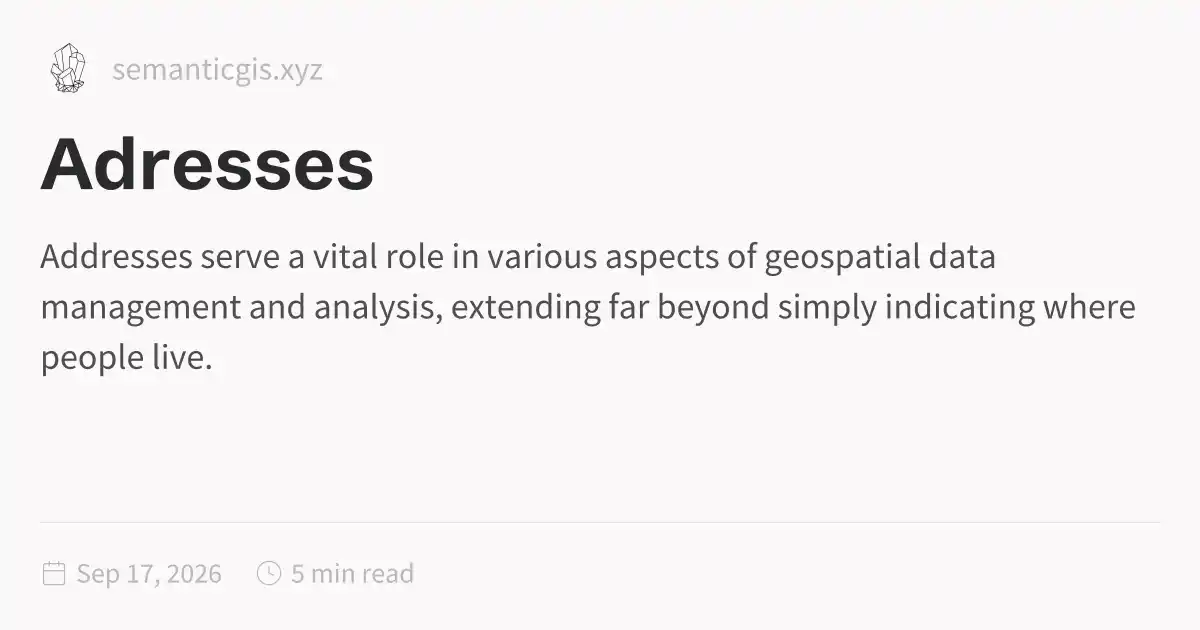 semanticgis.xyz
Adresses
Addresses serve a vital role in various aspects of geospatial data
management and analysis, extending far beyond simply indicating where
people live.
Sep 17, 2026 5 min read